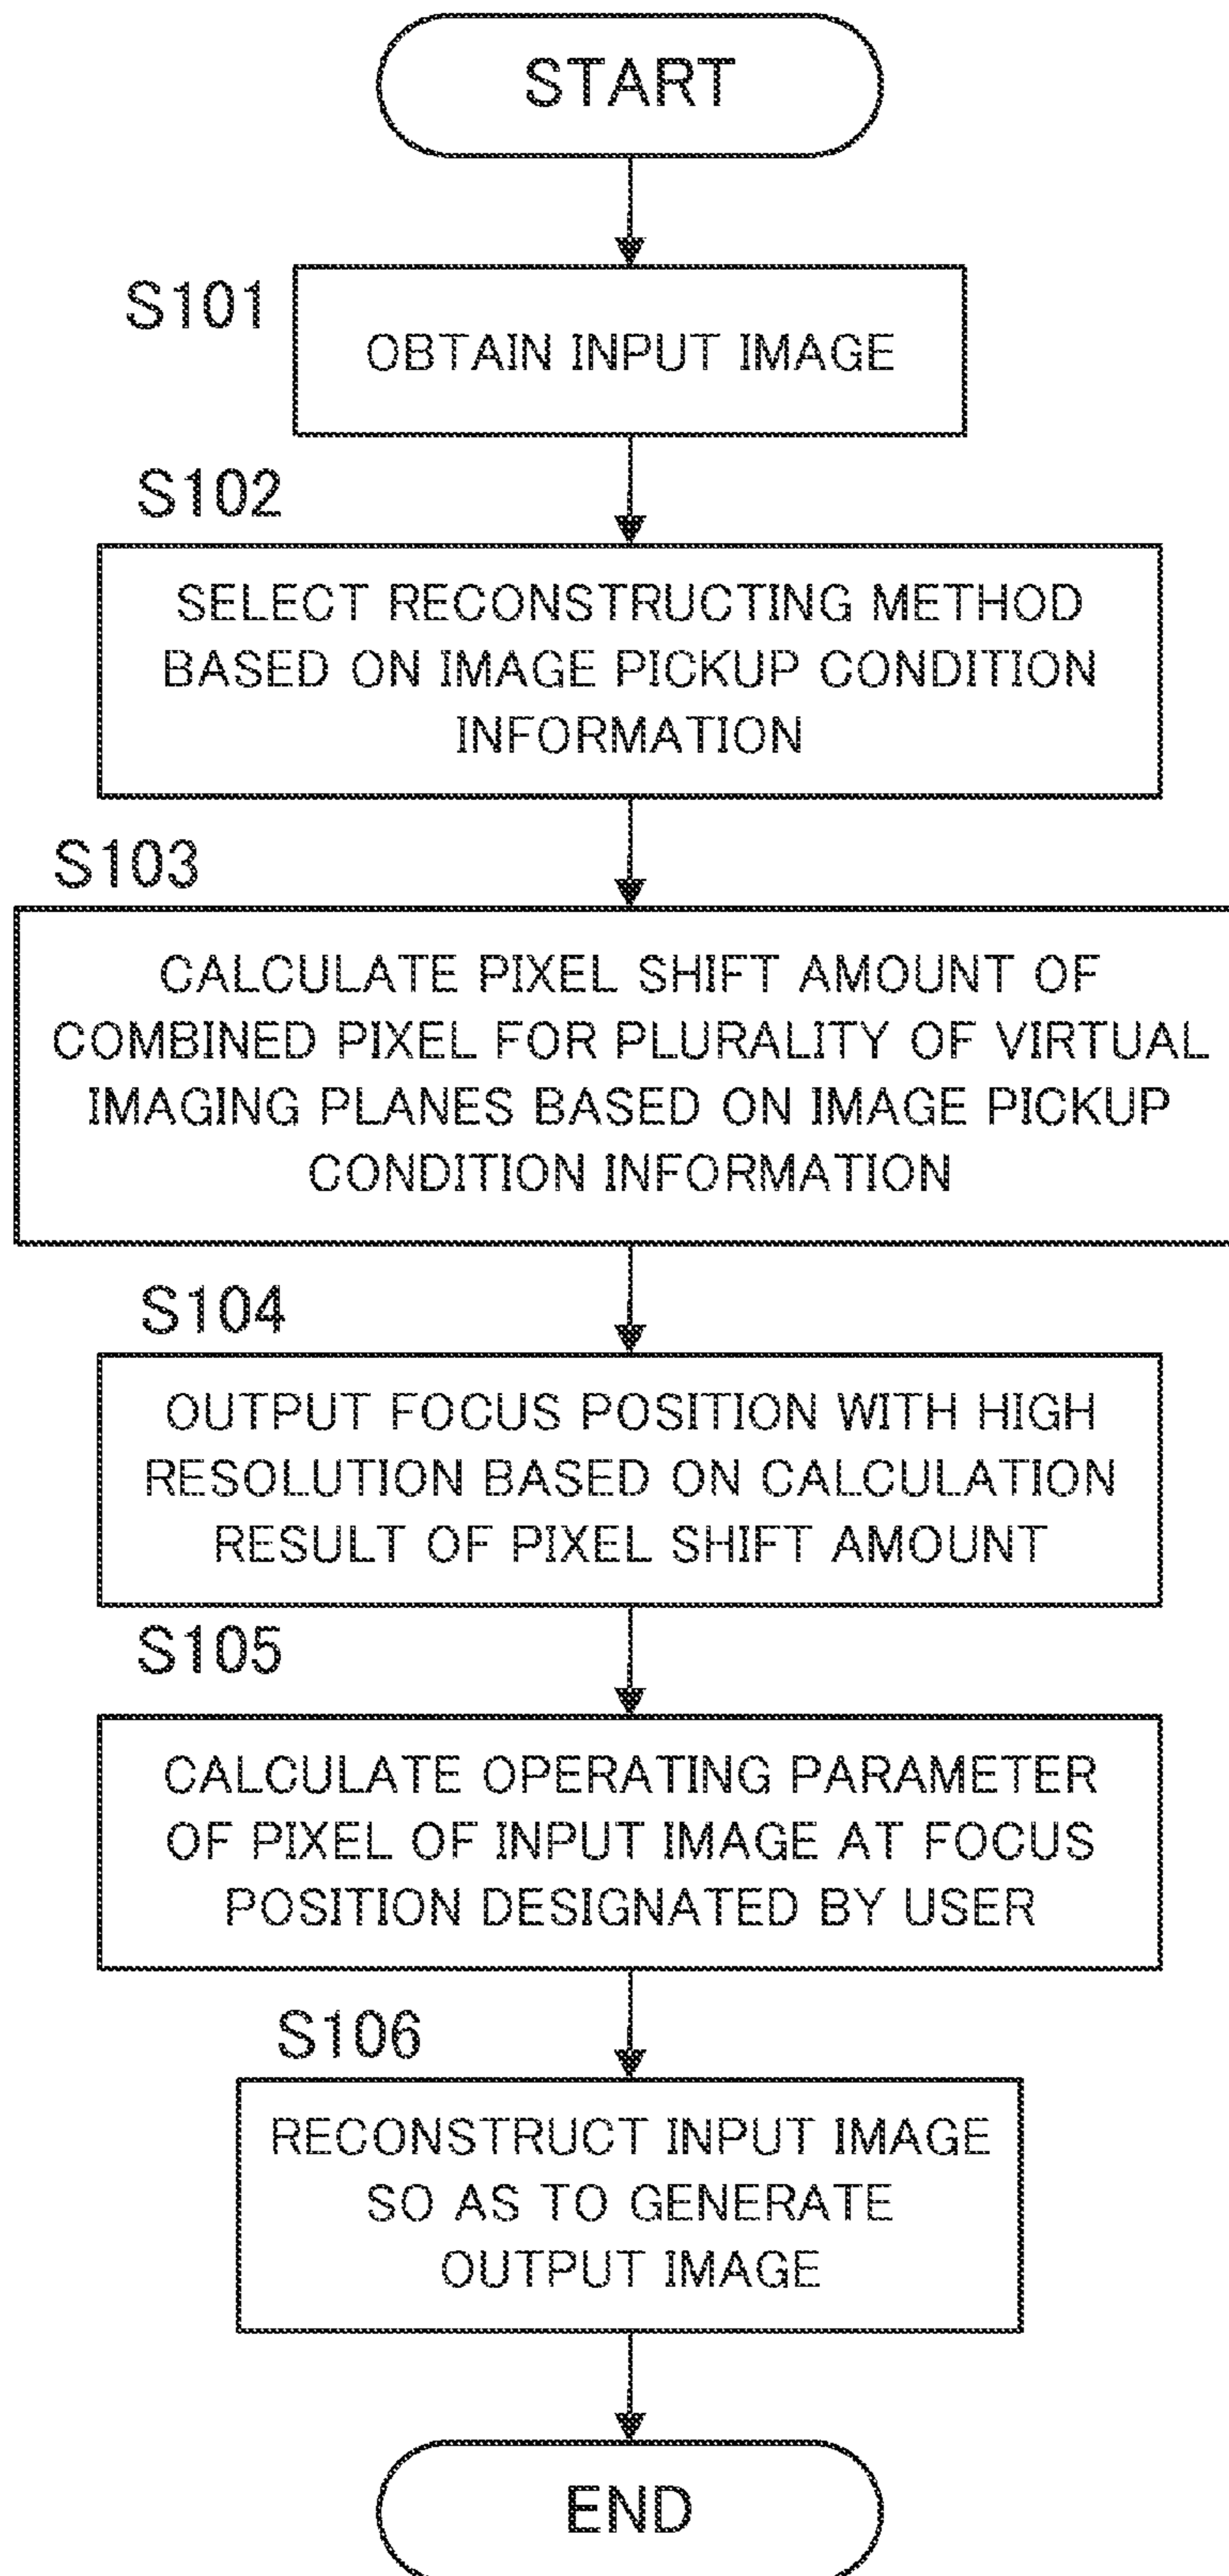 START
S101
OBTAIN INPUT IMAGE
S102
SELECT RECONSTRUCTING METHOD
BASED ON IMAGE PICKUP CONDITION
INFORMATION
S103
CALCULATE PIXEL SHIFT AMOUNT OF
COMBINED PIXEL FOR PLURALITY OF VIRTUAL
IMAGING PLANES BASED ON IMAGE PICKUP
CONDITION INFORMATION
S104
OUTPUT FOCUS POSITION WITH HIGH
RESOLUTION BASED ON CALCULATION
RESULT OF PIXEL SHIFT AMOUNT
S105
CALCULATE OPERATING PARAMETER
OF PIXEL OF INPUT IMAGE AT FOCUS
POSITION DESIGNATED BY USER
S106
RECONSTRUCT INPUT IMAGE
SO AS TO GENERATE
OUTPUT IMAGE
END